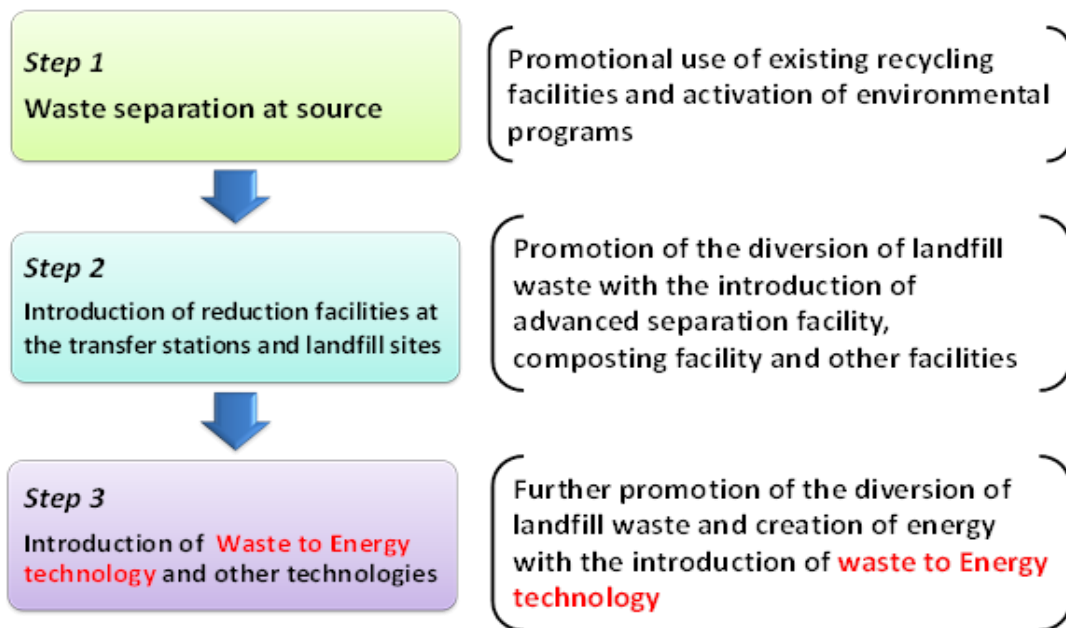 Step 1
Waste separation at source
Promotional use of existing recycling
facilities and activation of environmental
programs
Step 2
Introduction of reduction facilities at
the transfer stations and landfill sites
Promotion of the diversion of landfill
waste with the introduction of
advanced separation facility,
composting facility and other facilities
Step 3
Introduction of Waste to Energy
technology and other technologies
Further promotion of the diversion of
landfill waste and creation of energy
with the introduction of waste to Energy
technology